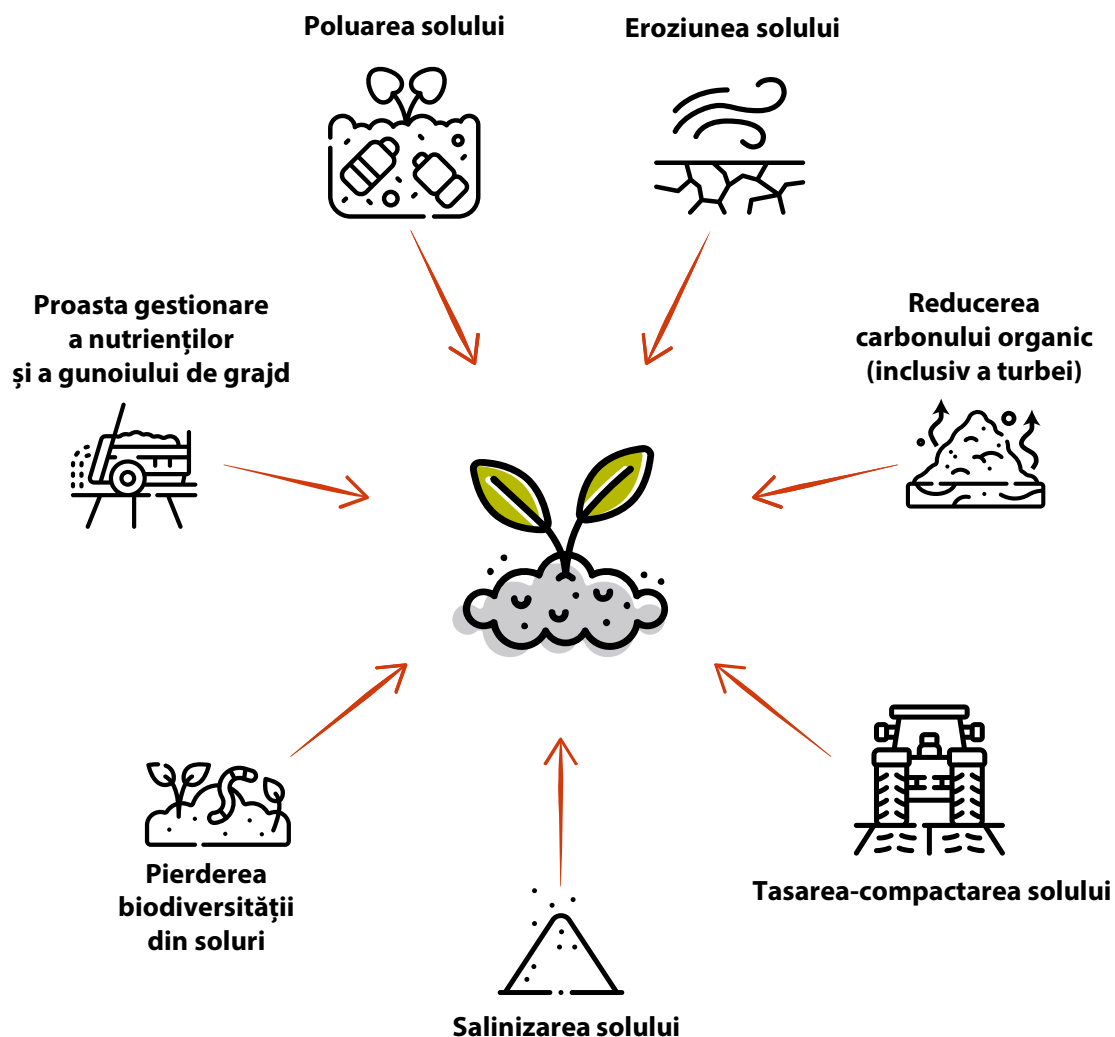 Poluarea solului
Eroziunea solului
Proasta gestionare
a nutrienților
și a gunoiului de grajd
Reducerea
carbonului organic
(inclusiv a turbei)
Pierderea
biodiversității
din soluri
Tasarea-compactarea solului
Salinizarea solului